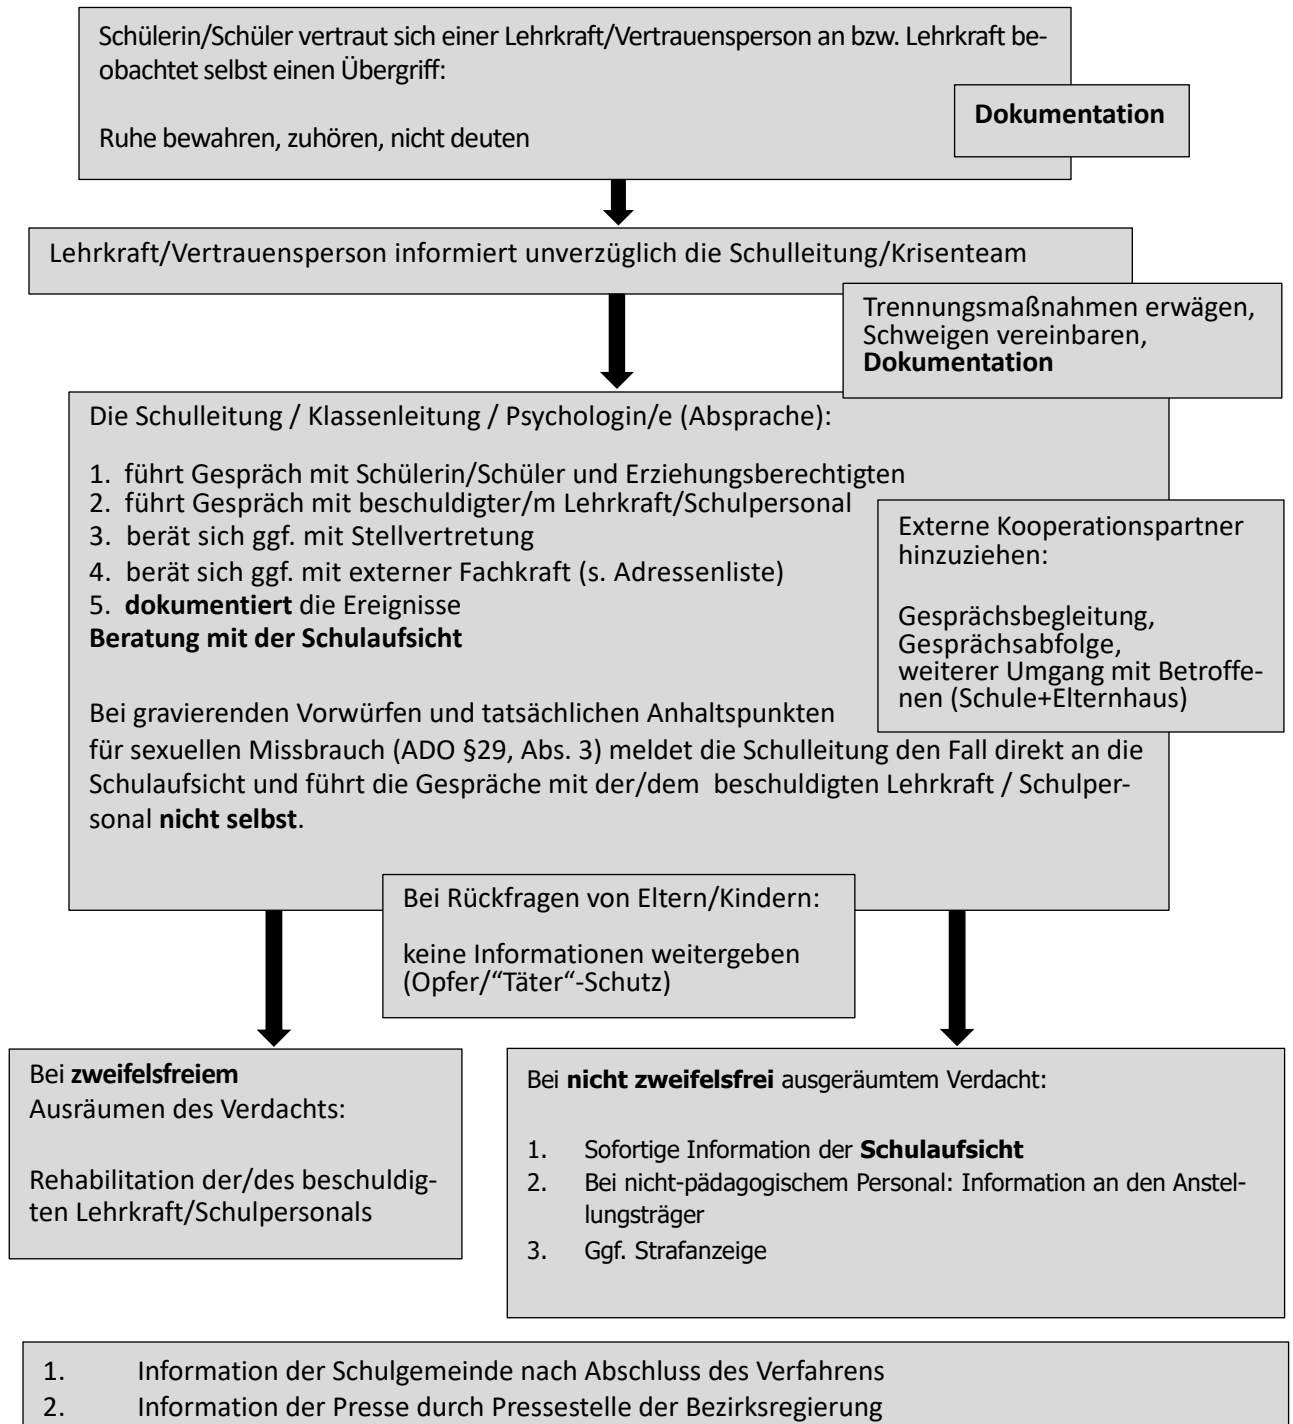 Schülerin/Schüler vertraut sich einer Lehrkraft/Vertrauensperson an bzw. Lehrkraft be-
obachtet selbst einen Übergriff:
Ruhe bewahren, zuhören, nicht deuten
Dokumentation
Lehrkraft/Vertrauensperson informiert unverzüglich die Schulleitung/Krisenteam
Trennungsmaßnahmen erwägen,
Schweigen vereinbaren,
Dokumentation
Die Schulleitung / Klassenleitung / Psychologin/e (Absprache):
1. führt Gespräch mit Schülerin/Schüler und Erziehungsberechtigten
2. führt Gespräch mit beschuldigter/m Lehrkraft/Schulpersonal
3. berät sich ggf. mit Stellvertretung
4. berät sich ggf. mit externer Fachkraft (s. Adressenliste)
5. dokumentiert die Ereignisse
Beratung mit der Schulaufsicht
Externe Kooperationspartner
hinzuziehen:
Gesprächsbegleitung,
Gesprächsabfolge,
weiterer Umgang mit Betroffe-
nen (Schule+Elternhaus)
Bei gravierenden Vorwürfen und tatsächlichen Anhaltspunkten
für sexuellen Missbrauch (ADO §29, Abs. 3) meldet die Schulleitung den Fall direkt an die
Schulaufsicht und führt die Gespräche mit der/dem beschuldigten Lehrkraft / Schulper-
sonal nicht selbst.
Bei Rückfragen von Eltern/Kindern:
keine Informationen weitergeben
(Opfer/“Täter“-Schutz)
Bei zweifelsfreiem
Ausräumen des Verdachts:
Rehabilitation der/des beschuldig-
ten Lehrkraft/Schulpersonals
Bei nicht zweifelsfrei ausgeräumtem Verdacht:
1. Sofortige Information der Schulaufsicht
2. Bei nicht-pädagogischem Personal: Information an den Anstel-
lungsträger
3. Ggf. Strafanzeige
1. Information der Schulgemeinde nach Abschluss des Verfahrens
2. Information der Presse durch Pressestelle der Bezirksregierung